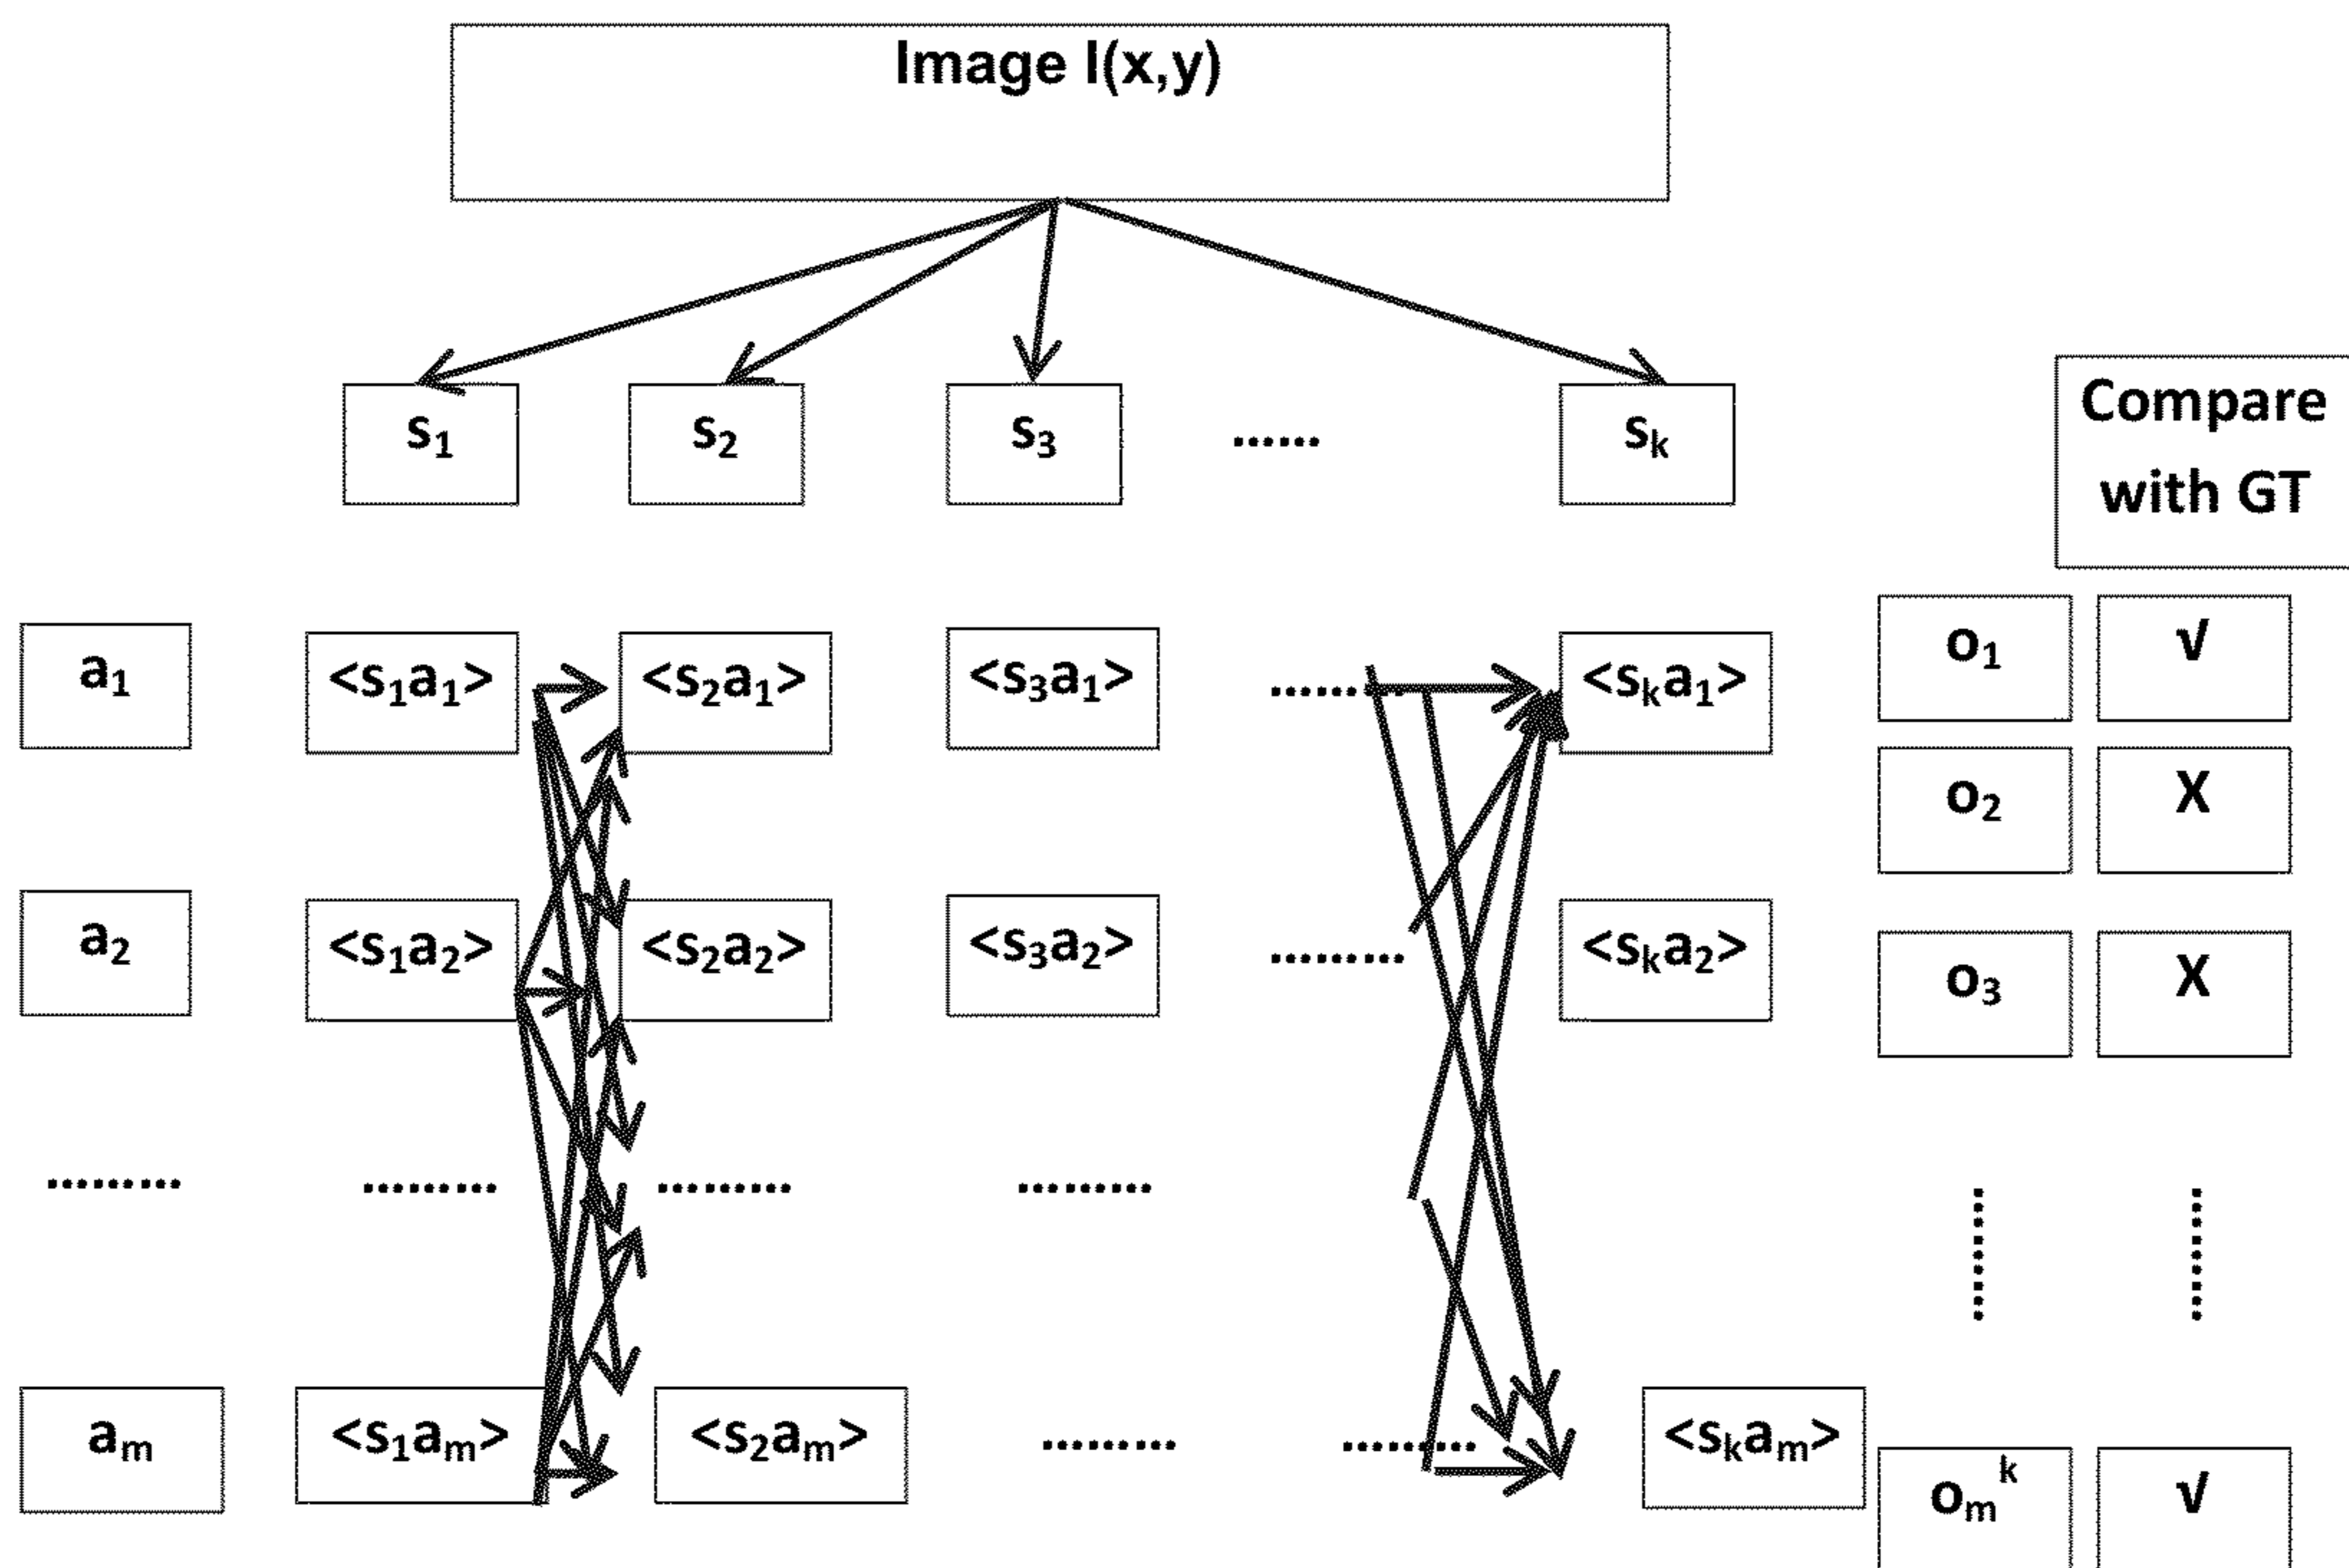 Image I(x,y)
s₁ s₂ s₃ ...... sₖ
Compare
with GT
a₁ <s₁a₁> <s₂a₁> <s₃a₁> ......... <sₖa₁> o₁ √
o₂ X
a₂ <s₁a₂> <s₂a₂> <s₃a₂> ......... <sₖa₂> o₃ X
......... ......... ......... ......... ......... .........
aₘ <s₁aₘ> <s₂aₘ> ......... ......... <sₖaₘ> oₘᵏ √